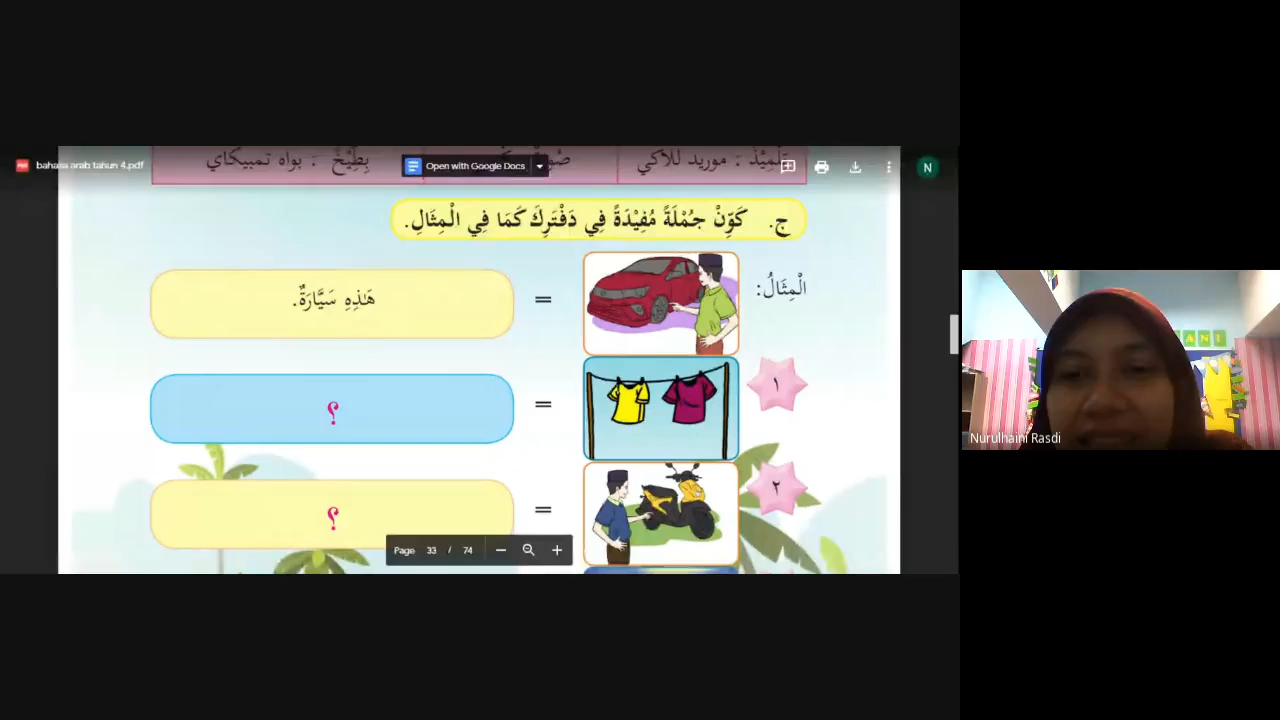 bahasa arab tahun 4.pdf
Open with Google Docs
N
تِلْمِيْذٌ : موريد للاكي
بِطِّيْخٌ : بواه تمبيكاي
ج. كَوِّنْ جُمْلَةً مُفِيْدَةً فِي دَفْتَرِكَ كَمَا فِي الْمِثَالِ.
الْمِثَالُ:
=
هَـٰذِهِ سَيَّارَةٌ.
١
=
؟
٢
=
؟
Page 33 / 74
Nurulhaini Rasdi